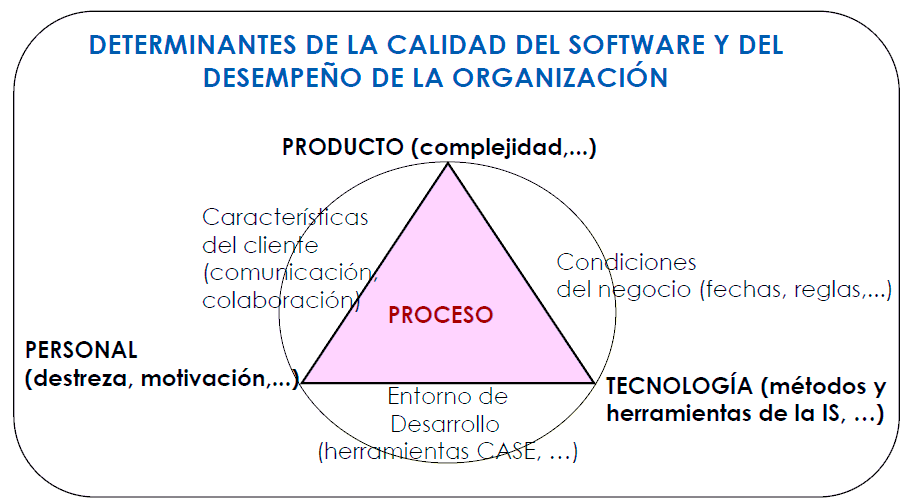 DETERMINANTES DE LA CALIDAD DEL SOFTWARE Y DEL
DESEMPEÑO DE LA ORGANIZACIÓN
PRODUCTO (complejidad,...)
Características
del cliente
(comunicación,
colaboración)
Condiciones
del negocio (fechas, reglas,...)
PROCESO
PERSONAL
(destreza, motivación,...)
TECNOLOGÍA (métodos y
herramientas de la IS, ...)
Entorno de
Desarrollo
(herramientas CASE, ...)